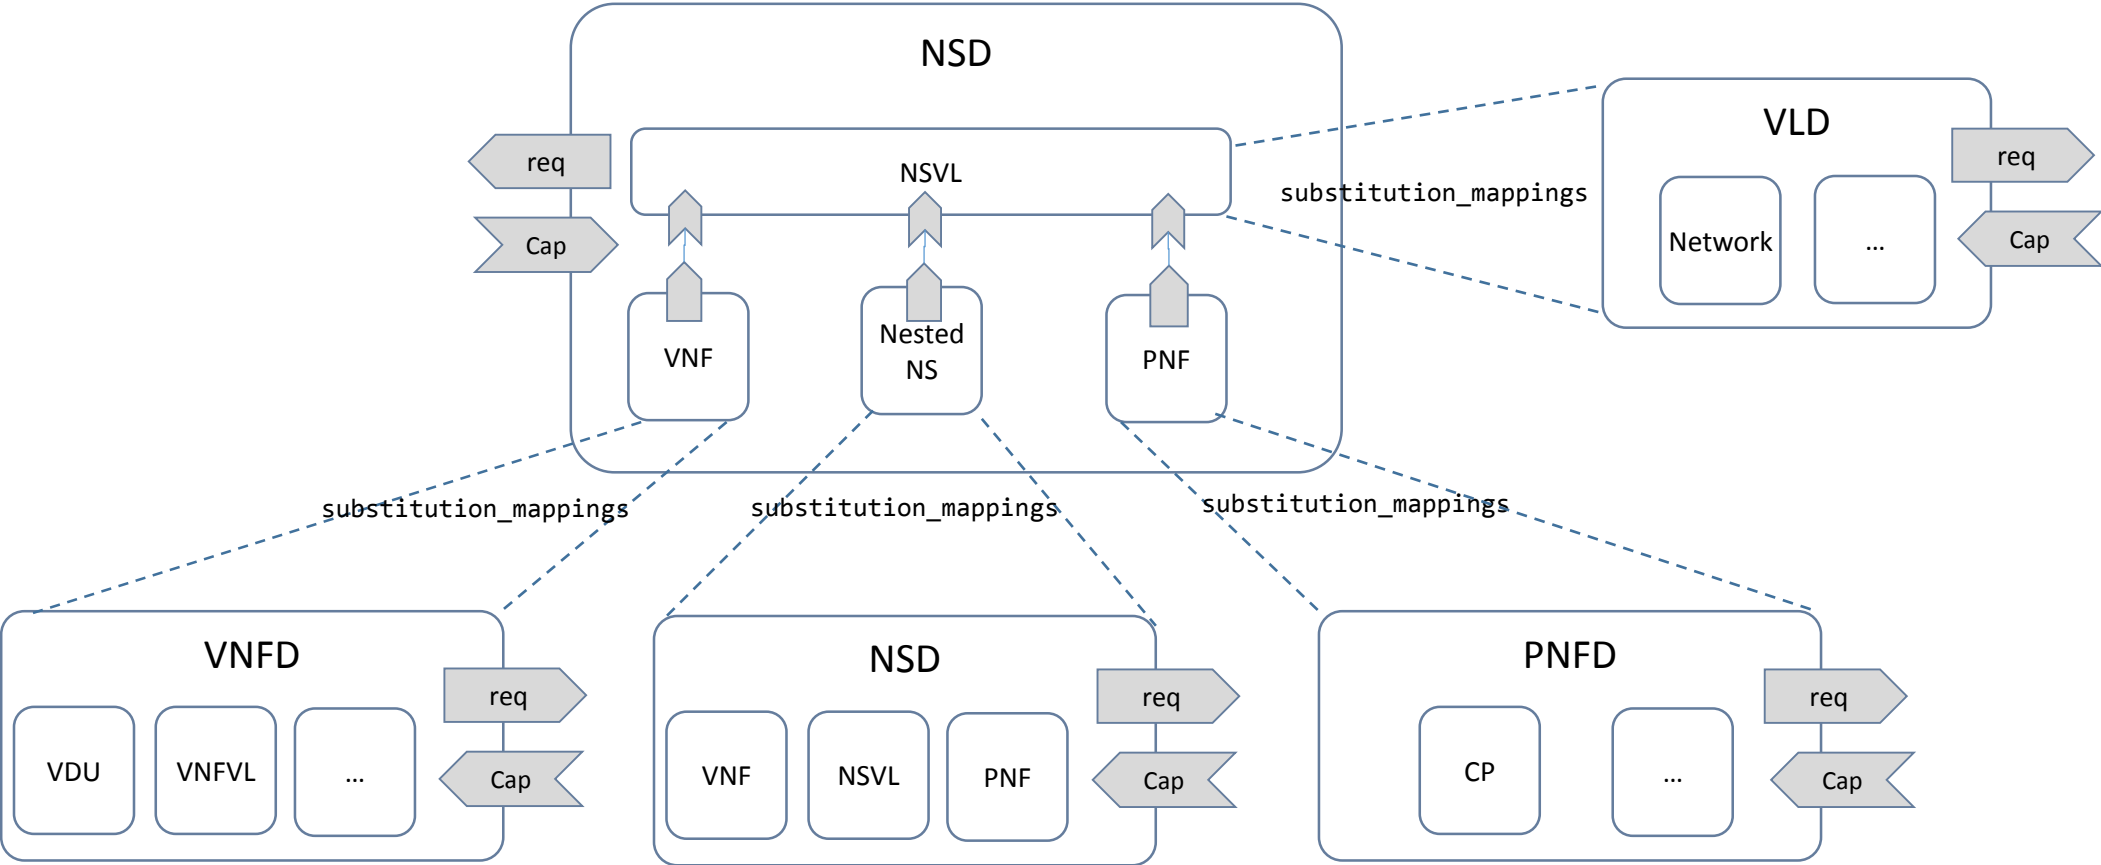 NSD
VLD
req
NSVL
req
substitution_mappings
Cap
Network
...
Cap
VNF
Nested
NS
PNF
substitution_mappings
substitution_mappings
substitution_mappings
VNFD
req
VDU
VNFVL
...
Cap
NSD
req
VNF
NSVL
PNF
Cap
PNFD
req
CP
...
Cap